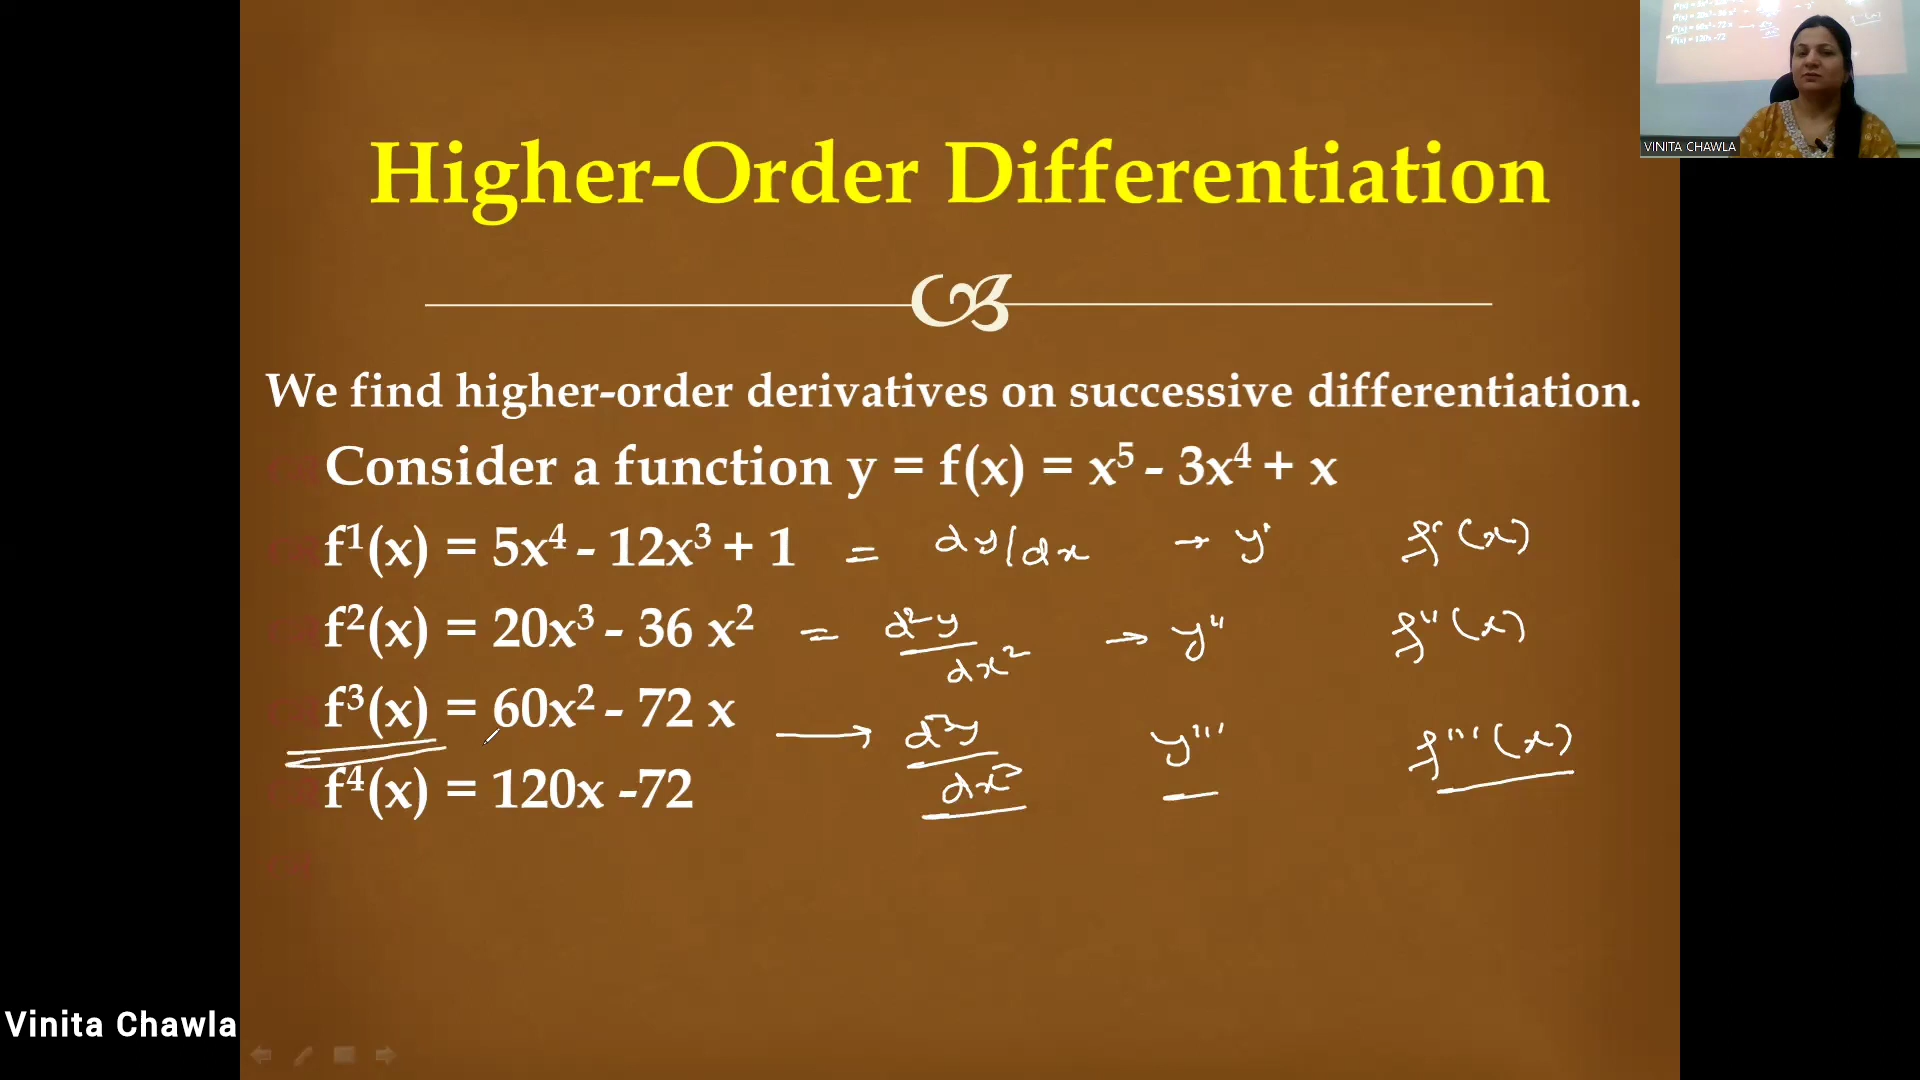 Higher-Order Differentiation
We find higher-order derivatives on successive differentiation.
Consider a function y = f(x) = x⁵ - 3x⁴ + x
f¹(x) = 5x⁴ - 12x³ + 1 = dy/dx → y' f'(x)
f²(x) = 20x³ - 36 x² = d²y/dx² → y'' f''(x)
f³(x) = 60x² - 72 x → d³y/dx³ y''' f'''(x)
f⁴(x) = 120x -72
VINITA CHAWLA
Vinita Chawla